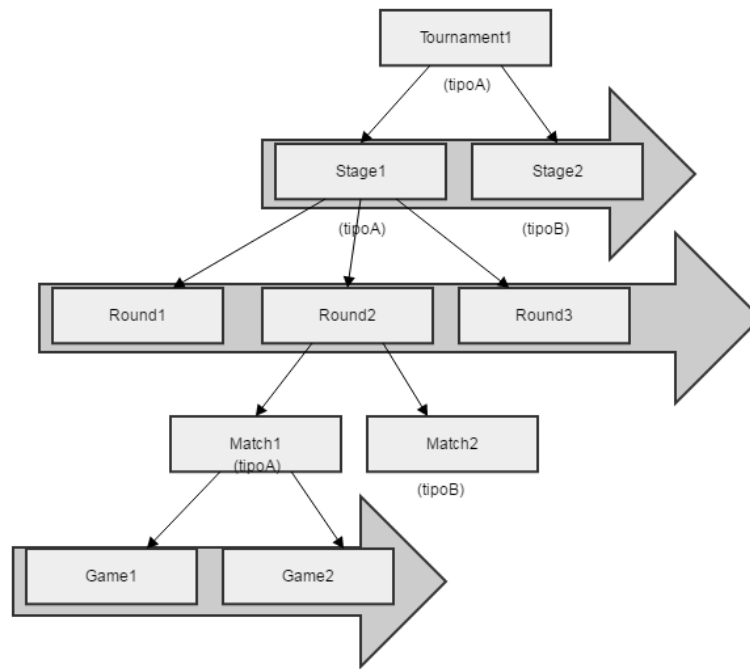 Tournament1
(tipoA)
Stage1
Stage2
(tipoA)
(tipoB)
Round1
Round2
Round3
Match1
Match2
(tipoA)
(tipoB)
Game1
Game2